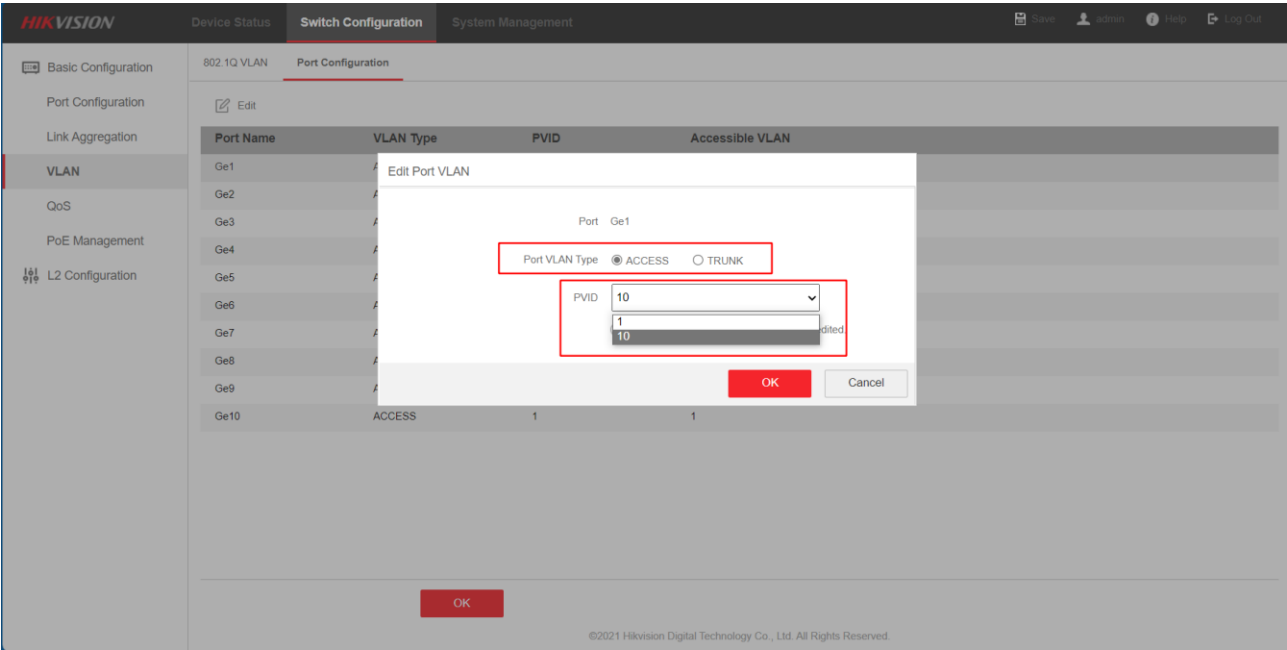 HIKVISION Device Status Switch Configuration System Management Save admin Help Log Out
Basic Configuration
Port Configuration
Link Aggregation
VLAN
QoS
PoE Management
L2 Configuration
802.1Q VLAN Port Configuration
Edit
Port Name VLAN Type PVID Accessible VLAN
Ge1
Ge2
Ge3
Ge4
Ge5
Ge6
Ge7
Ge8
Ge9
Ge10 ACCESS 1 1
Edit Port VLAN
Port Ge1
Port VLAN Type ACCESS TRUNK
PVID 10
1
10
OK Cancel
OK
©2021 Hikvision Digital Technology Co., Ltd. All Rights Reserved.